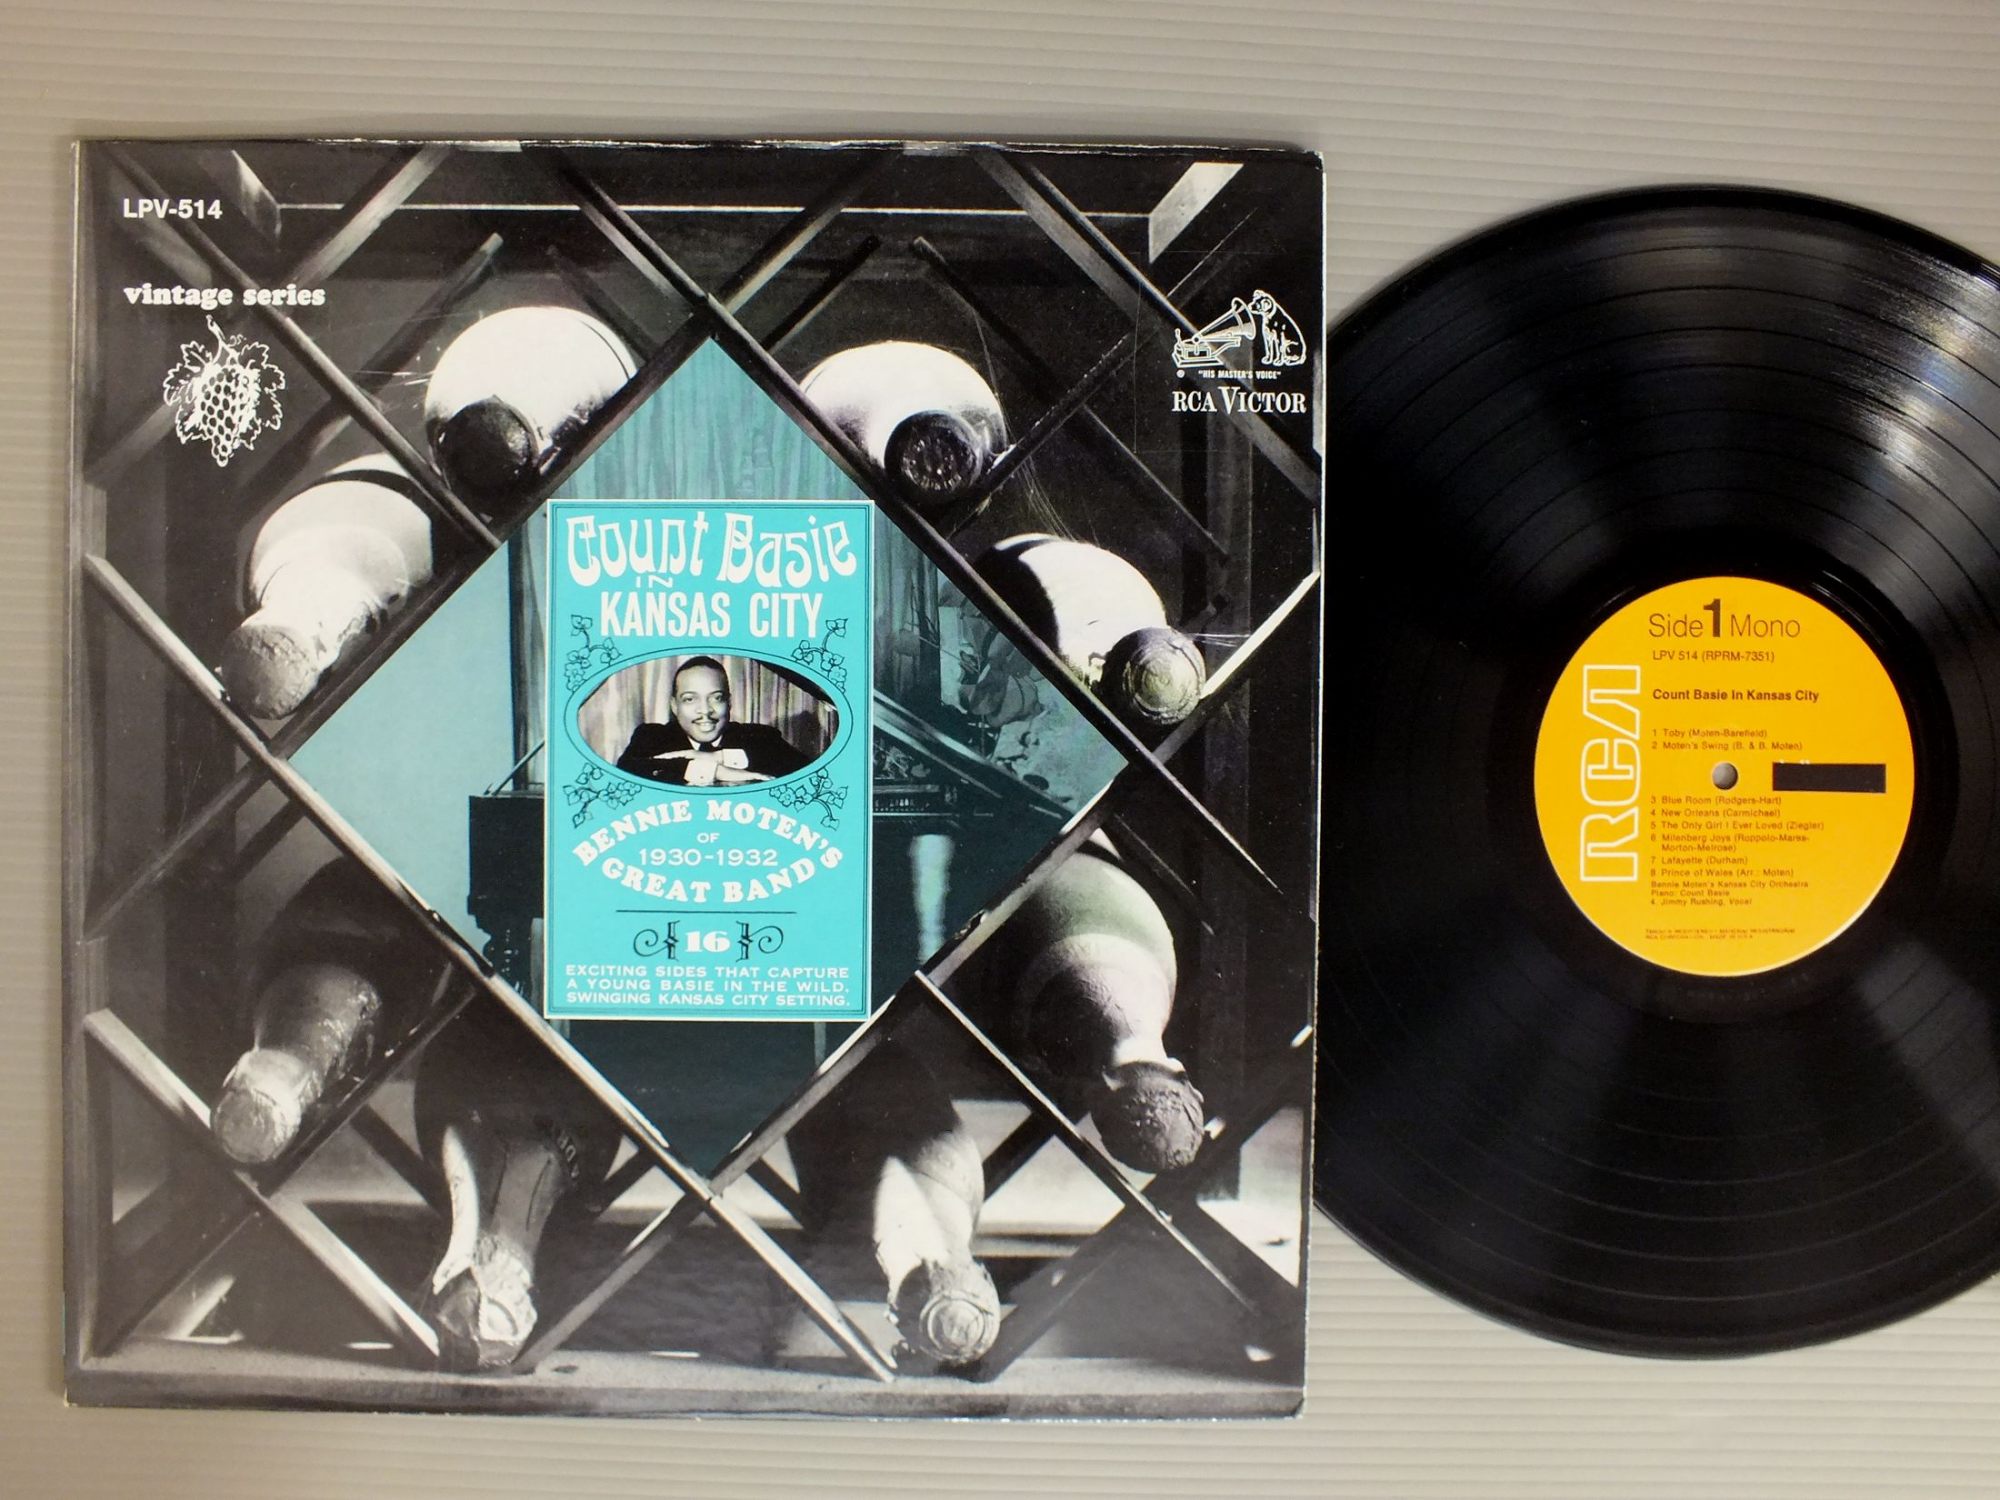 LPV-514
vintage series
"HIS MASTER'S VOICE"
RCA VICTOR
Count Basie
IN
KANSAS CITY
BENNIE MOTEN'S
OF
1930-1932
GREAT BAND
16
EXCITING SIDES THAT CAPTURE
A YOUNG BASIE IN THE WILD,
SWINGING KANSAS CITY SETTING.
RCA
Side 1 Mono
LPV 514 (RPRM-7351)
Count Basie In Kansas City
1 Toby (Moten-Barefield)
2 Moten's Swing (B. & B. Moten)
3 Blue Room (Rodgers-Hart)
4 New Orleans (Carmichael)
5 The Only Girl I Ever Loved (Ziegler)
6 Milenberg Joys (Roppolo-Mares-
Morton-Melrose)
7 Lafayette (Durham)
8 Prince of Wales (Arr.: Moten)
Bennie Moten's Kansas City Orchestra
Piano: Count Basie
4. Jimmy Rushing, Vocal